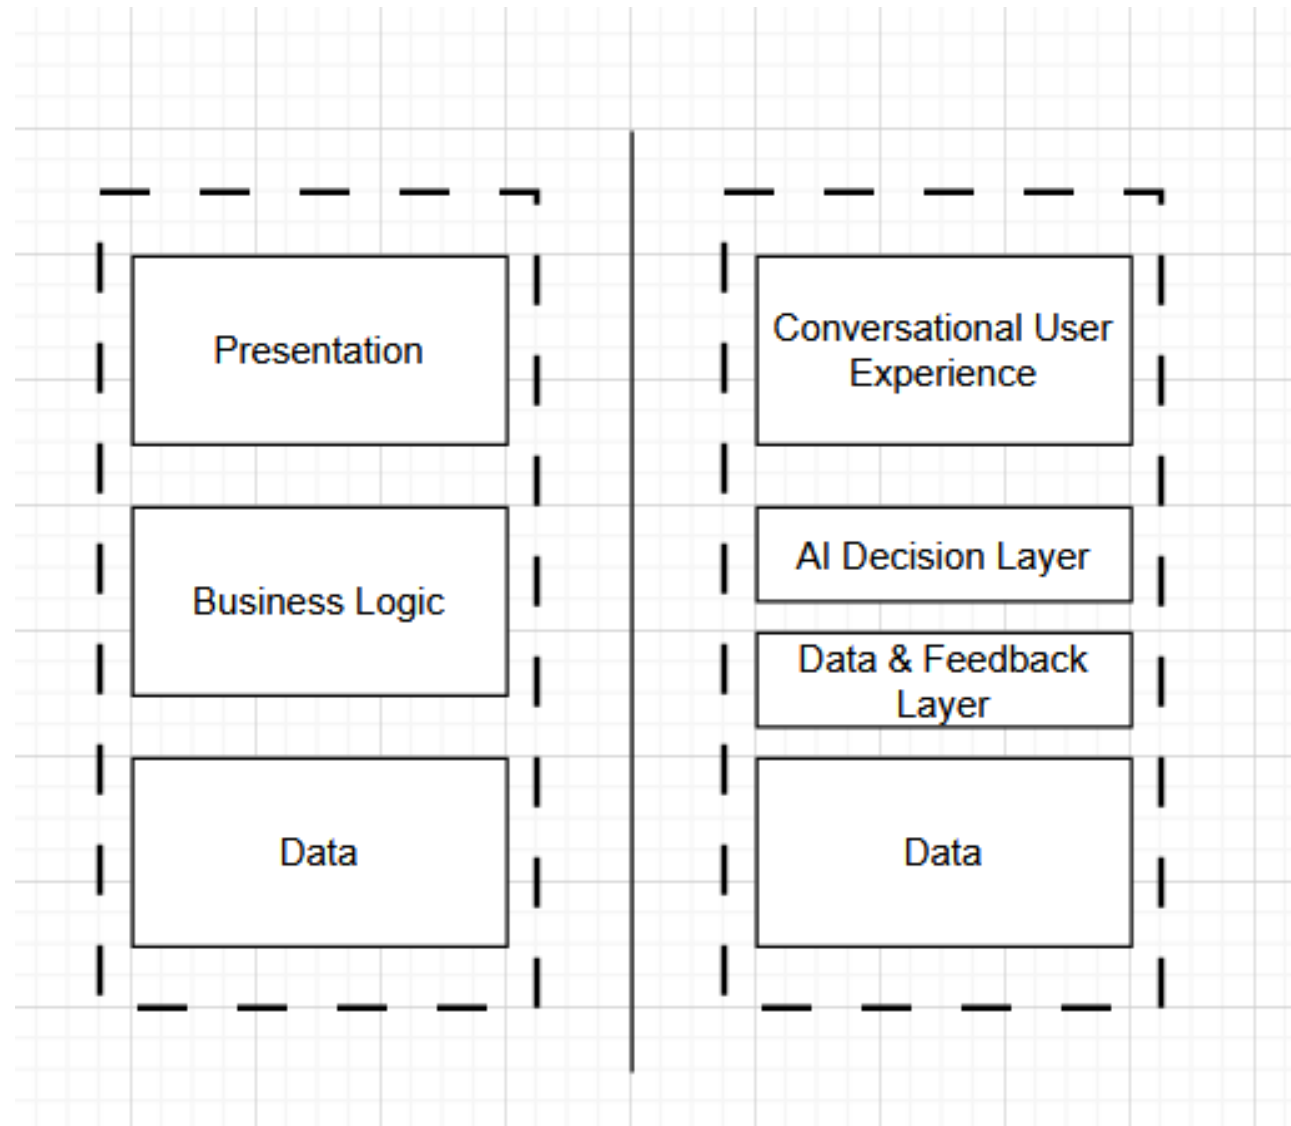 Presentation
Business Logic
Data
Conversational User
Experience
AI Decision Layer
Data & Feedback
Layer
Data